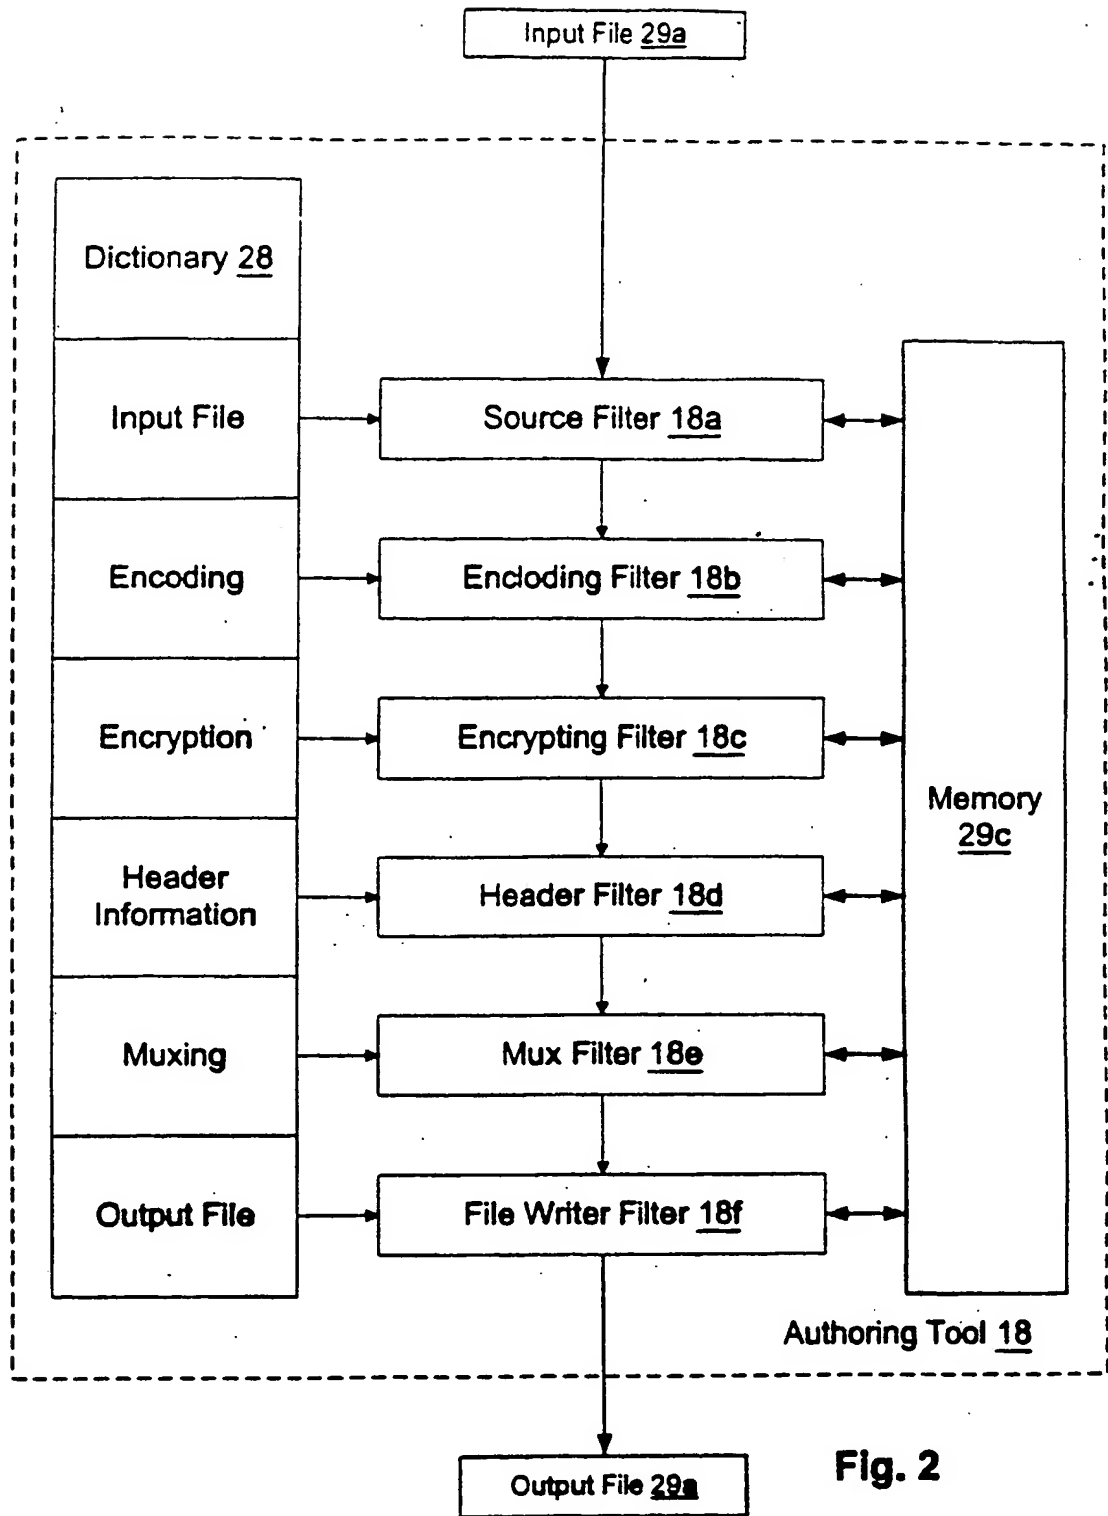 Input File 29a
Dictionary 28
Input File
Source Filter 18a
Encoding
Encloding Filter 18b
Encryption
Encrypting Filter 18c
Memory
29c
Header
Information
Header Filter 18d
Muxing
Mux Filter 18e
Output File
File Writer Filter 18f
Authoring Tool 18
Output File 29a
Fig. 2